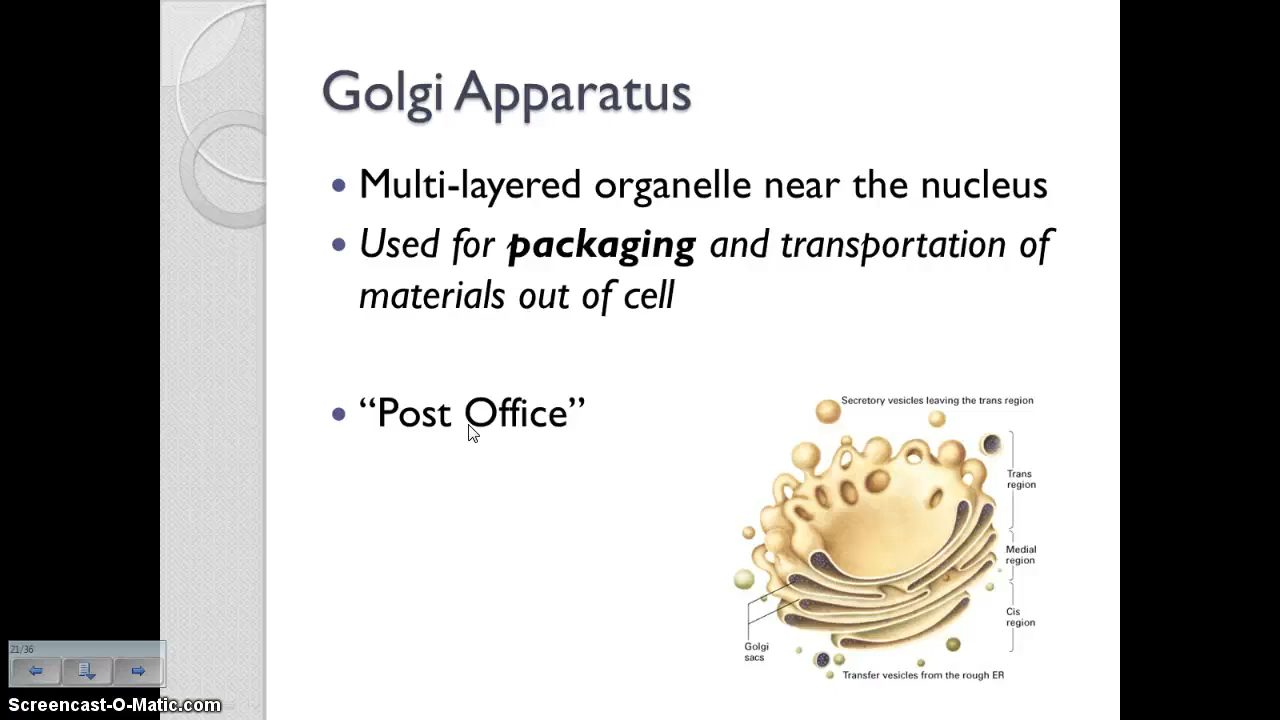 Golgi Apparatus
• Multi-layered organelle near the nucleus
• Used for packaging and transportation of
materials out of cell
• “Post Office”
Secretory vesicles leaving the trans region
Trans
region
Medial
region
Cis
region
Golgi
sacs
Transfer vesicles from the rough ER
21/36
Screencast-O-Matic.com